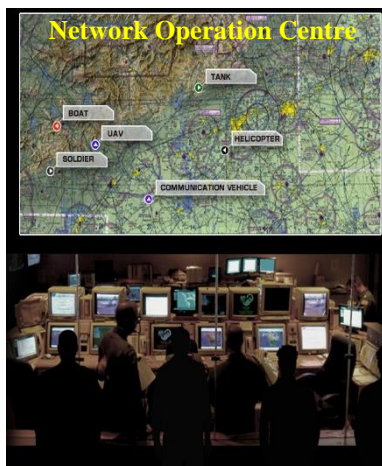 Network Operation Centre
TANK
BOAT
UAV
HELICOPTER
SOLDIER
COMMUNICATION VEHICLE